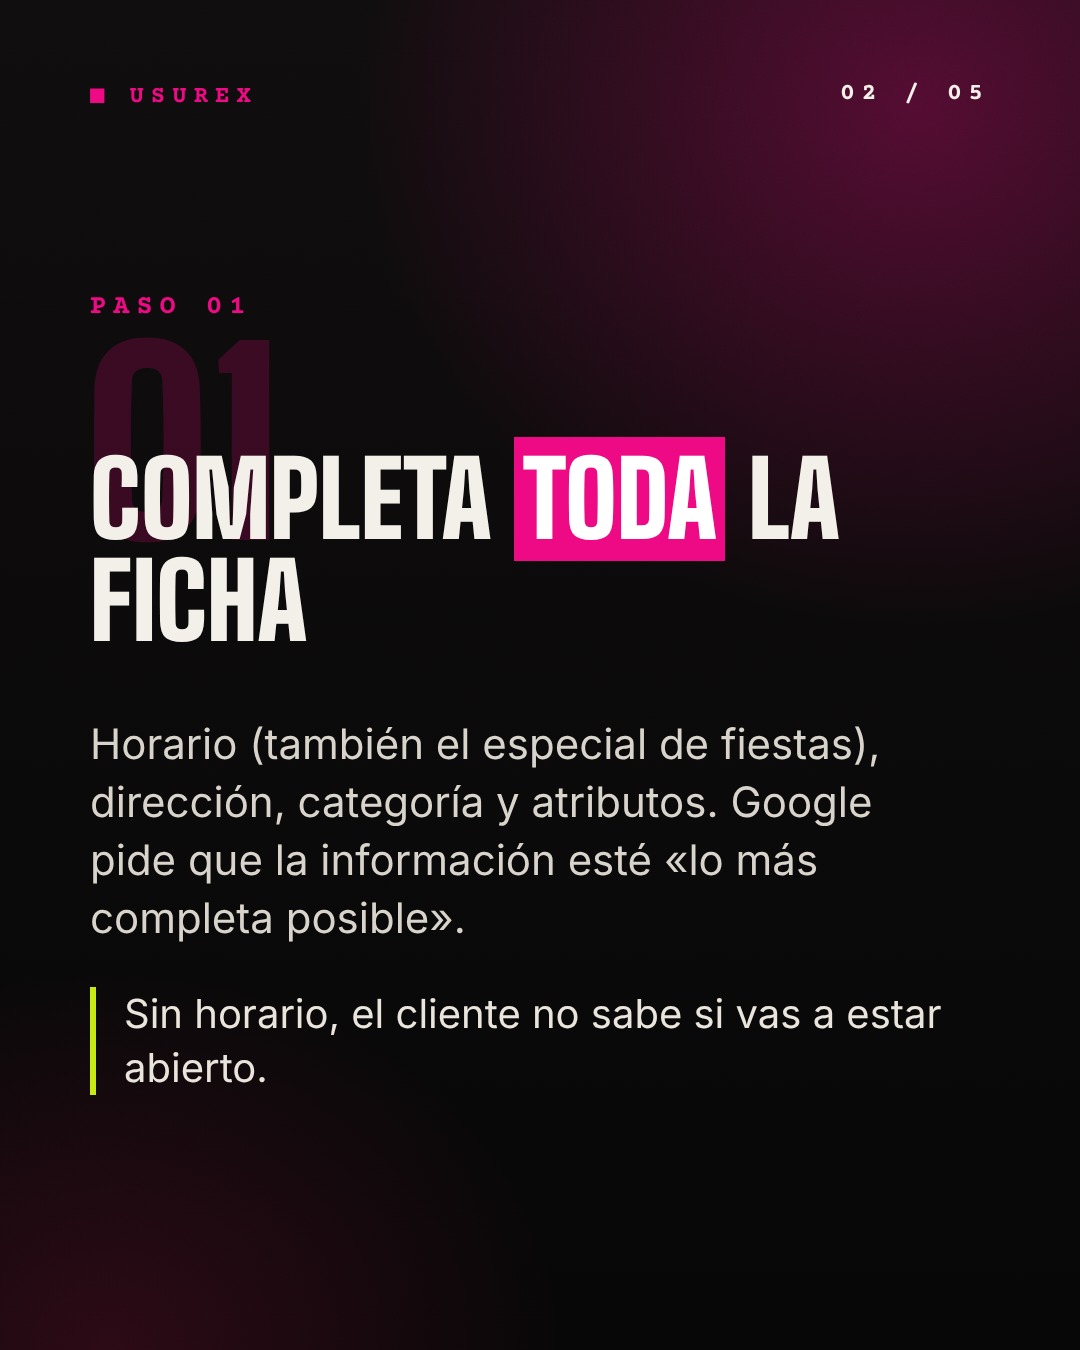 USUREX
02 / 05
PASO 01
01
COMPLETA TODA LA
FICHA
Horario (también el especial de fiestas),
dirección, categoría y atributos. Google
pide que la información esté «lo más
completa posible».
Sin horario, el cliente no sabe si vas a estar
abierto.